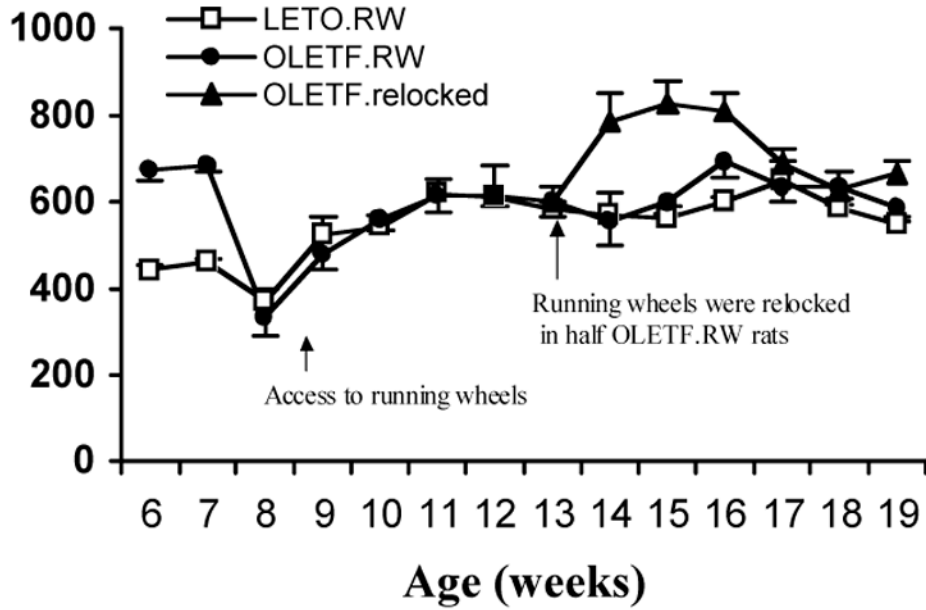 1000
800
600
400
200
0
LETO.RW
OLETF.RW
OLETF.relocked
Running wheels were relocked
in half OLETF.RW rats
Access to running wheels
6 7 8 9 10 11 12 13 14 15 16 17 18 19
Age (weeks)